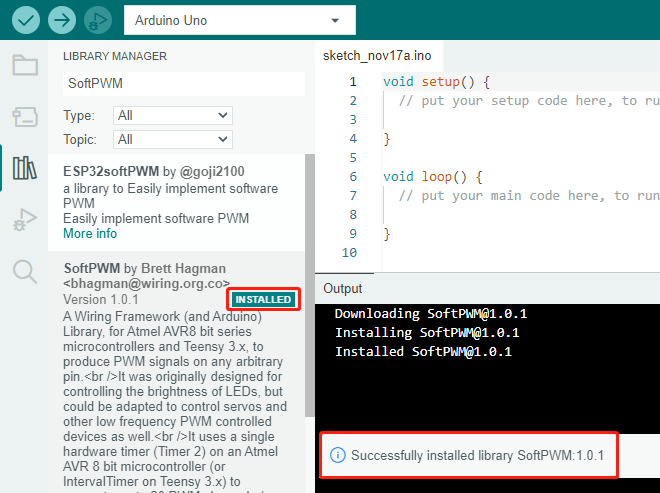 Arduino Uno
LIBRARY MANAGER
SoftPWM
Type:
All
Topic:
All
ESP32softPWM by @goji2100
a library to Easily implement software
PWM
Easily implement software PWM
More info
SoftPWM by Brett Hagman
<bhagman@wiring.org.co>
Version 1.0.1
INSTALLED
A Wiring Framework (and Arduino)
Library, for Atmel AVR8 bit series
microcontrollers and Teensy 3.x, to
produce PWM signals on any arbitrary
pin.<br />It was originally designed for
controlling the brightness of LEDs, but
could be adapted to control servos and
other low frequency PWM controlled
devices as well.<br />It uses a single
hardware timer (Timer 2) on an Atmel
AVR 8 bit microcontroller (or
IntervalTimer on Teensy 3.x) to
sketch_nov17a.ino
1 void setup() {
2 // put your setup code here, to ru
3
4 }
5
6 void loop() {
7 // put your main code here, to run
8
9 }
10
Output
Downloading SoftPWM@1.0.1
Installing SoftPWM@1.0.1
Installed SoftPWM@1.0.1
Successfully installed library SoftPWM:1.0.1